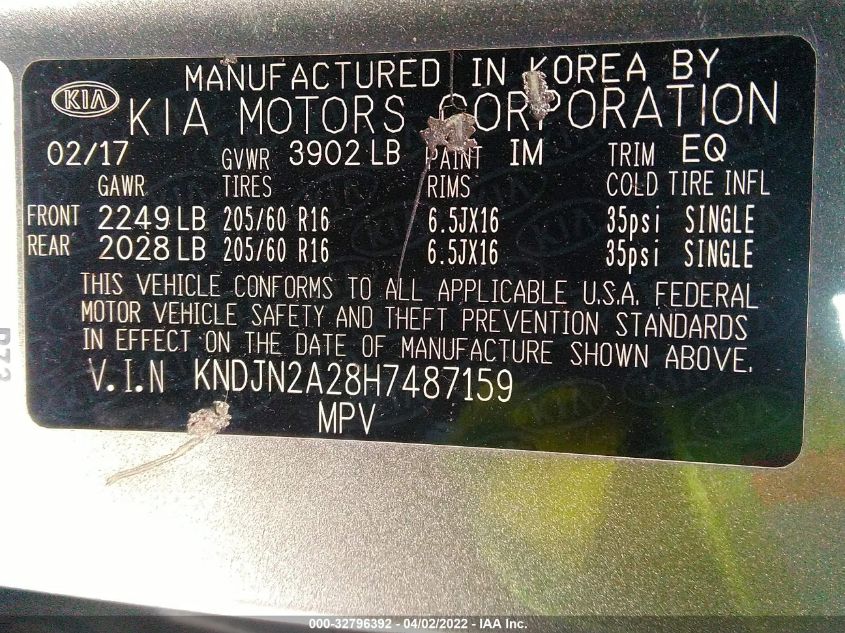 MANUFACTURED IN KOREA BY
KIA KIA MOTORS CORPORATION
02/17 GVWR 3902 LB PAINT IM TRIM EQ
GAWR TIRES RIMS COLD TIRE INFL
FRONT 2249 LB 205/60 R16 6.5JX16 35psi SINGLE
REAR 2028 LB 205/60 R16 6.5JX16 35psi SINGLE
THIS VEHICLE CONFORMS TO ALL APPLICABLE U.S.A. FEDERAL
MOTOR VEHICLE SAFETY AND THEFT PREVENTION STANDARDS
IN EFFECT ON THE DATE OF MANUFACTURE SHOWN ABOVE.
V.I.N KNDJN2A28H7487159
MPV
000-32796392 - 04/02/2022 - IAA Inc.